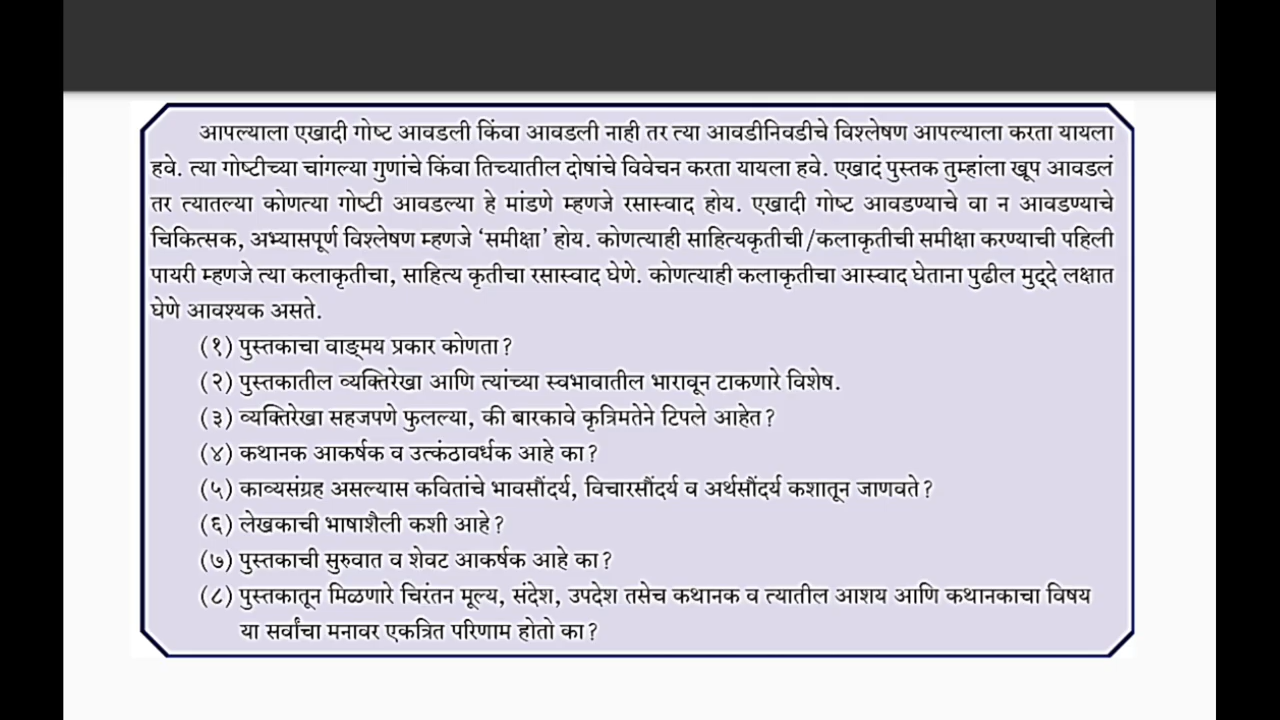 आपल्याला एखादी गोष्ट आवडली किंवा आवडली नाही तर त्या आवडीनिवडीचे विश्लेषण आपल्याला करता यायला
हवे. त्या गोष्टीच्या चांगल्या गुणांचे किंवा तिच्यातील दोषांचे विवेचन करता यायला हवे. एखादं पुस्तक तुम्हांला खूप आवडलं
तर त्यातल्या कोणत्या गोष्टी आवडल्या हे मांडणे म्हणजे रसास्वाद होय. एखादी गोष्ट आवडण्याचे वा न आवडण्याचे
चिकित्सक, अभ्यासपूर्ण विश्लेषण म्हणजे ‘समीक्षा’ होय. कोणत्याही साहित्यकृतीची/कलाकृतीची समीक्षा करण्याची पहिली
पायरी म्हणजे त्या कलाकृतीचा, साहित्य कृतीचा रसास्वाद घेणे. कोणत्याही कलाकृतीचा आस्वाद घेताना पुढील मुद्‌दे लक्षात
घेणे आवश्यक असते.
(१) पुस्तकाचा वाङ्‌मय प्रकार कोणता?
(२) पुस्तकातील व्यक्तिरेखा आणि त्यांच्या स्वभावातील भारावून टाकणारे विशेष.
(३) व्यक्तिरेखा सहजपणे फुलल्या, की बारकावे कृत्रिमतेने टिपले आहेत?
(४) कथानक आकर्षक व उत्कंठावर्धक आहे का?
(५) काव्यसंग्रह असल्यास कवितांचे भावसौंदर्य, विचारसौंदर्य व अर्थसौंदर्य कशातून जाणवते?
(६) लेखकाची भाषाशैली कशी आहे?
(७) पुस्तकाची सुरुवात व शेवट आकर्षक आहे का?
(८) पुस्तकातून मिळणारे चिरंतन मूल्य, संदेश, उपदेश तसेच कथानक व त्यातील आशय आणि कथानकाचा विषय
या सर्वांचा मनावर एकत्रित परिणाम होतो का?